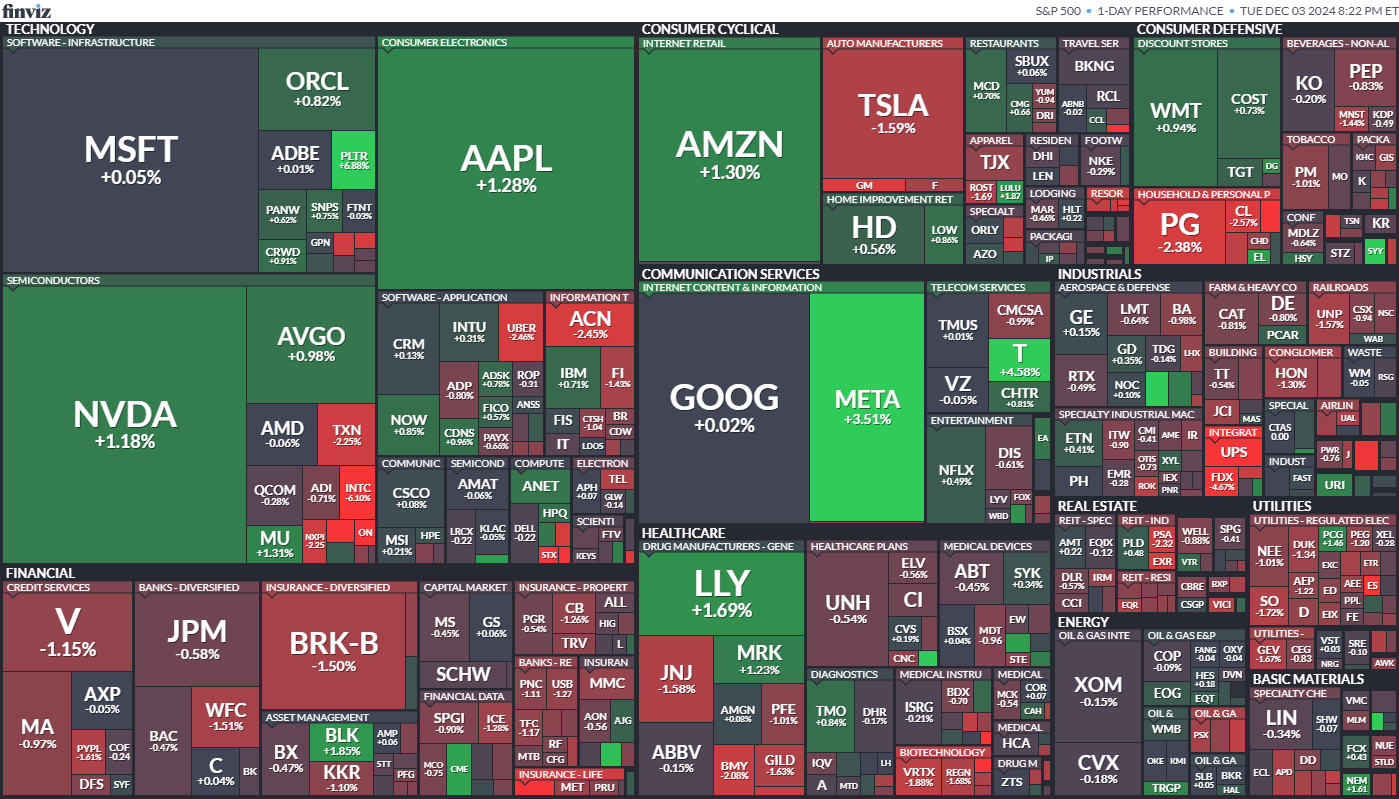 finviz
S&P 500 • 1-DAY PERFORMANCE • TUE DEC 03 2024 8:22 PM ET
TECHNOLOGY
SOFTWARE - INFRASTRUCTURE
MSFT
+0.05%
ORCL
+0.82%
ADBE
+0.01%
PLTR
+6.88%
PANW
+0.62%
SNPS
+0.75%
FTNT
-0.03%
CRWD
+0.91%
GPN
CONSUMER ELECTRONICS
AAPL
+1.28%
SEMICONDUCTORS
NVDA
+1.18%
AVGO
+0.98%
AMD
-0.06%
TXN
-2.25%
QCOM
-0.28%
ADI
-0.71%
INTC
-6.10%
MU
+1.31%
NXPI
-2.25
ON
SOFTWARE - APPLICATION
CRM
+0.13%
INTU
+0.31%
UBER
-2.46%
NOW
+0.85%
ADP
-0.80%
ADSK
+0.78%
ROP
-0.31
FICO
+0.57%
ANSS
CDNS
+0.96%
PAYX
-0.66%
INFORMATION T
ACN
-2.45%
IBM
+0.71%
FI
-1.43%
FIS
CTSH
-1.04
BR
IT
LDOS
CDW
COMMUNIC
CSCO
+0.08%
MSI
+0.21%
HPE
SEMICOND
AMAT
-0.06%
LRCX
-0.22
KLAC
-0.05%
COMPUTE
ANET
DELL
-0.22
HPQ
STX
ELECTRON
APH
+0.07
TEL
GLW
-0.14
SCIENTI
FTV
KEYS
CONSUMER CYCLICAL
INTERNET RETAIL
AMZN
+1.30%
AUTO MANUFACTURERS
TSLA
-1.59%
GM
F
HOME IMPROVEMENT RET
HD
+0.56%
LOW
+0.86%
RESTAURANTS
MCD
+0.70%
SBUX
+0.06%
CMG
+0.66
YUM
-0.94
DRI
TRAVEL SER
BKNG
ABNB
-0.02
RCL
CCL
APPAREL
TJX
ROST
-1.69
LULU
+1.87
RESIDEN
DHI
LEN
FOOTW
NKE
-0.29%
LODGING
MAR
-0.46%
HLT
+0.22
RESOR
SPECIALT
ORLY
AZO
PACKAGI
IP
CONSUMER DEFENSIVE
DISCOUNT STORES
WMT
+0.94%
COST
+0.73%
TGT
DG
BEVERAGES - NON-AL
KO
-0.20%
PEP
-0.83%
MNST
-1.44%
KDP
-0.49
HOUSEHOLD & PERSONAL P
PG
-2.38%
CL
-2.57%
CHD
EL
TOBACCO
PM
-1.01%
MO
PACKA
KHC
GIS
K
CONF
MDLZ
-0.64%
HSY
TSN
KR
STZ
SYY
COMMUNICATION SERVICES
INTERNET CONTENT & INFORMATION
GOOG
+0.02%
META
+3.51%
TELECOM SERVICES
TMUS
+0.01%
CMCSA
-0.99%
VZ
-0.05%
T
+4.58%
CHTR
+0.81%
ENTERTAINMENT
NFLX
+0.49%
DIS
-0.61%
LYV
FOX
WBD
EA
INDUSTRIALS
AEROSPACE & DEFENSE
GE
+0.15%
LMT
-0.64%
BA
-0.98%
RTX
-0.49%
GD
+0.35%
TDG
-0.14%
LHX
NOC
+0.10%
FARM & HEAVY CO
CAT
-0.81%
DE
-0.80%
PCAR
RAILROADS
UNP
-1.57%
CSX
-0.94
NSC
WAB
BUILDING
TT
-0.54%
JCI
MAS
CONGLOMER
HON
-1.30%
WASTE
WM
-0.05
RSG
SPECIALTY INDUSTRIAL MAC
ETN
+0.41%
ITW
-0.90
CMI
-0.41
AME
IR
PH
EMR
-0.28
OTIS
-0.73
XYL
ROK
IEX
PNR
INTEGRAT
UPS
FDX
-4.67%
SPECIAL
CTAS
0.00
AIRLIN
UAL
INDUST
FAST
PWR
-0.76
J
URI
HEALTHCARE
DRUG MANUFACTURERS - GENE
LLY
+1.69%
JNJ
-1.58%
MRK
+1.23%
ABBV
-0.15%
AMGN
+0.08%
PFE
-1.01%
BMY
-2.08%
GILD
-1.63%
HEALTHCARE PLANS
UNH
-0.54%
ELV
-0.56%
CI
CVS
+0.19%
CNC
MEDICAL DEVICES
ABT
-0.45%
SYK
+0.34%
BSX
+0.04%
MDT
-0.96
EW
STE
DIAGNOSTICS
TMO
+0.84%
DHR
-0.17%
IQV
A
MTD
LH
MEDICAL INSTRU
ISRG
-0.21%
BDX
-0.70
MEDICAL
MCK
-0.54
COR
+0.07
CAH
BIOTECHNOLOGY
VRTX
-1.88%
REGN
-1.68%
MEDICAL
HCA
DRUG M
ZTS
FINANCIAL
CREDIT SERVICES
V
-1.15%
MA
-0.97%
AXP
-0.05%
PYPL
-1.61%
COF
-0.24
DFS
SYF
BANKS - DIVERSIFIED
JPM
-0.58%
BAC
-0.47%
WFC
-1.51%
C
+0.04%
BK
INSURANCE - DIVERSIFIED
BRK-B
-1.50%
ASSET MANAGEMENT
BX
-0.47%
BLK
+1.85%
KKR
-1.10%
AMP
+0.06
STT
PFG
CAPITAL MARKET
MS
-0.45%
GS
+0.06%
SCHW
FINANCIAL DATA
SPGI
-0.90%
ICE
-1.28%
MCO
-0.75
CME
INSURANCE - PROPERT
PGR
-0.54%
CB
-1.26%
ALL
HIG
TRV
L
BANKS - RE
PNC
-1.11
USB
-1.27
TFC
-1.17
MTB
RF
CFG
INSURAN
MMC
AON
-0.56
AJG
INSURANCE - LIFE
MET
PRU
REAL ESTATE
REIT - SPEC
AMT
+0.22
EQIX
-0.12
DLR
-0.57%
IRM
CCI
REIT - IND
PLD
+0.48
PSA
-2.32
EXR
WELL
-0.88%
VTR
SPG
-0.41
REIT - RESI
EQR
CBRE
BXP
CSGP
VICI
UTILITIES
UTILITIES - REGULATED ELEC
NEE
-1.01%
DUK
-1.34
PCG
+1.46
PEG
-1.20
XEL
-0.28
SO
-1.72%
AEP
-1.22
EXC
ETR
D
ED
AEE
ES
PPL
EIX
FE
UTILITIES -
GEV
-1.67%
CEG
-0.83
VST
+0.03
NRG
SRE
-0.10
AWK
ENERGY
OIL & GAS INTE
XOM
-0.15%
CVX
-0.18%
OIL & GAS E&P
COP
-0.09%
FANG
-0.04
OXY
-0.04
EOG
HES
+0.18
DVN
EQT
OIL &
WMB
OKE
KMI
TRGP
OIL & GA
PSX
OIL & GA
SLB
+0.05
BKR
HAL
BASIC MATERIALS
SPECIALTY CHE
LIN
-0.34%
SHW
-0.07
ECL
APD
DD
VMC
MLM
FCX
+0.43
NUE
STLD
NEM
+1.61